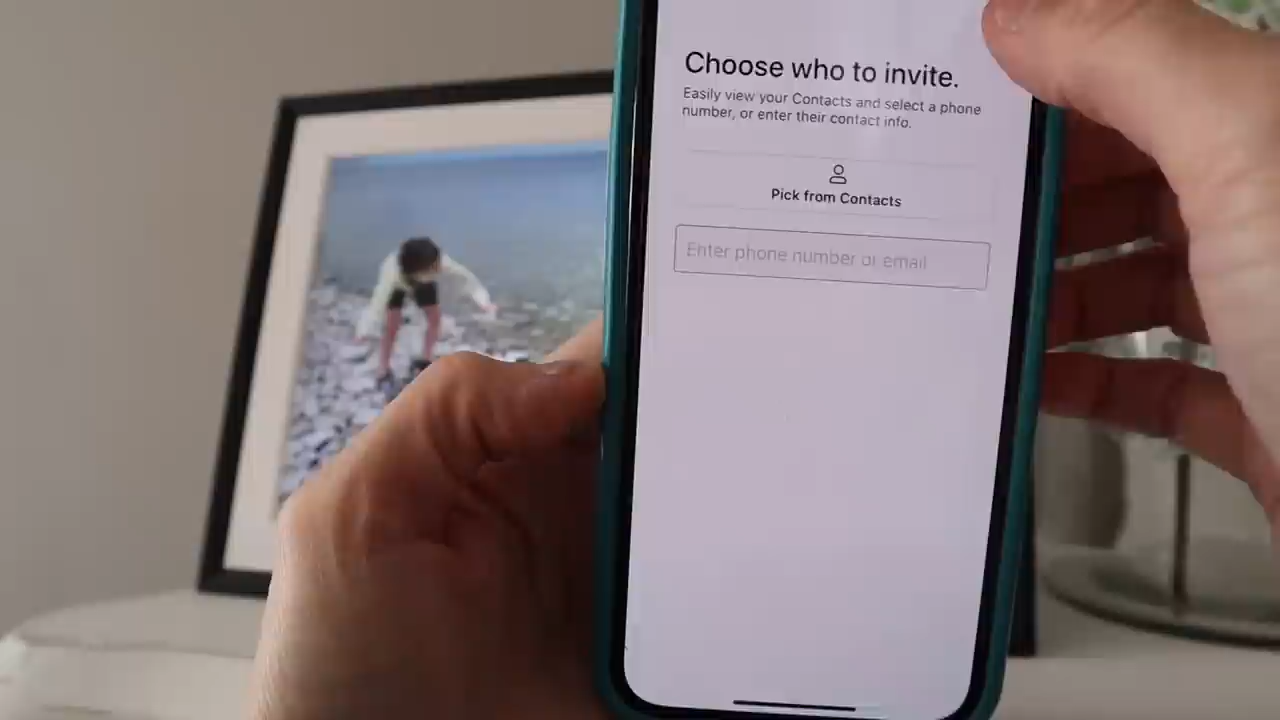 Choose who to invite.
Easily view your Contacts and select a phone
number, or enter their contact info.
Pick from Contacts
Enter phone number or email